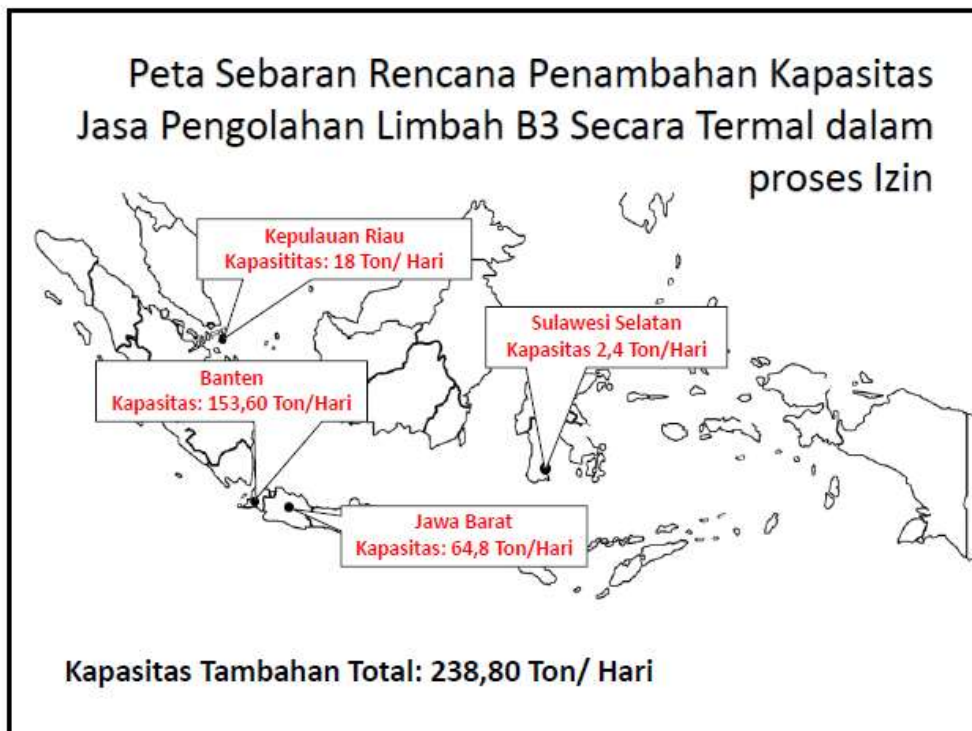 Peta Sebaran Rencana Penambahan Kapasitas
Jasa Pengolahan Limbah B3 Secara Termal dalam
proses Izin
Kepulauan Riau
Kapasititas: 18 Ton/ Hari
Sulawesi Selatan
Kapasitas 2,4 Ton/Hari
Banten
Kapasitas: 153,60 Ton/Hari
Jawa Barat
Kapasitas: 64,8 Ton/Hari
Kapasitas Tambahan Total: 238,80 Ton/ Hari